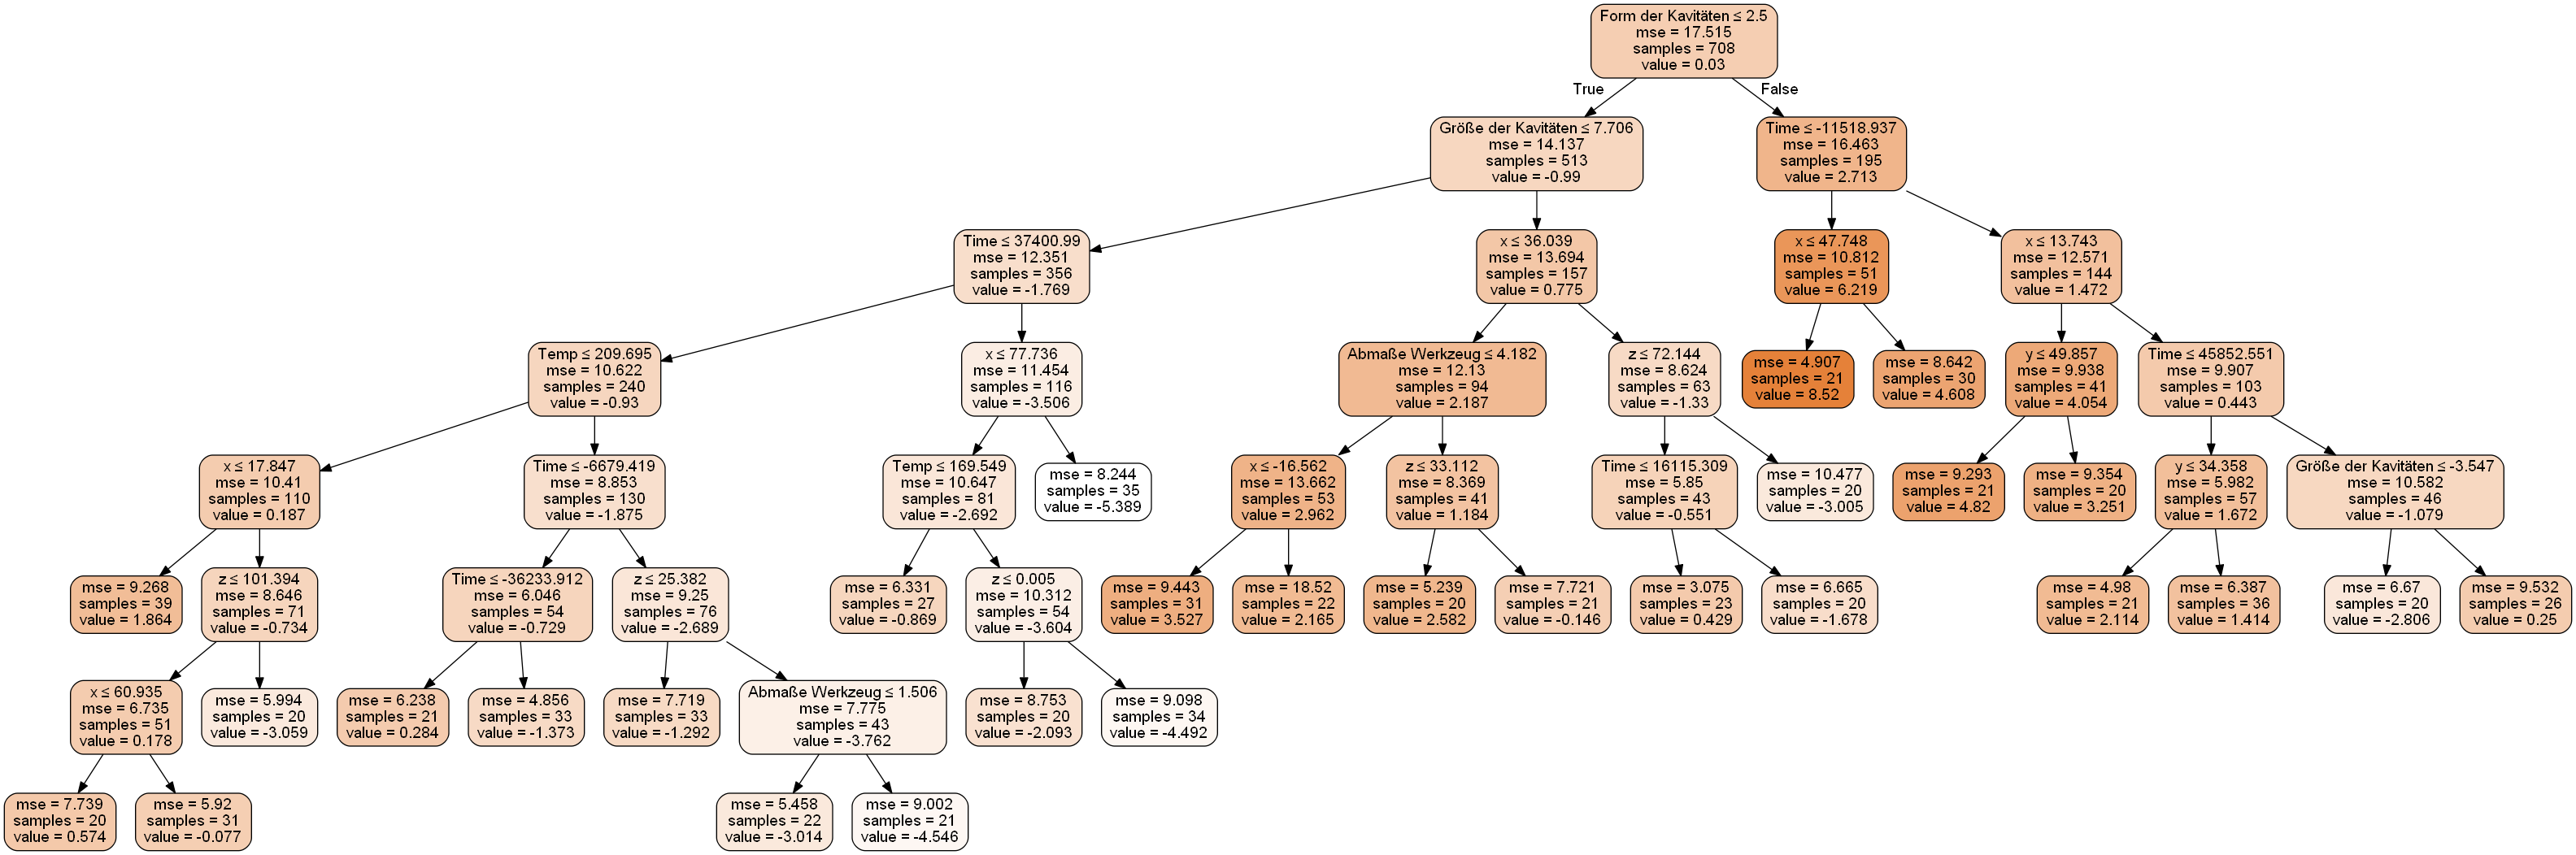 Form der Kavitäten ≤ 2.5
mse = 17.515
samples = 708
value = 0.03
True
False
Größe der Kavitäten ≤ 7.706
mse = 14.137
samples = 513
value = -0.99
Time ≤ -11518.937
mse = 16.463
samples = 195
value = 2.713
Time ≤ 37400.99
mse = 12.351
samples = 356
value = -1.769
x ≤ 36.039
mse = 13.694
samples = 157
value = 0.775
x ≤ 47.748
mse = 10.812
samples = 51
value = 6.219
x ≤ 13.743
mse = 12.571
samples = 144
value = 1.472
Temp ≤ 209.695
mse = 10.622
samples = 240
value = -0.93
x ≤ 77.736
mse = 11.454
samples = 116
value = -3.506
Abmaße Werkzeug ≤ 4.182
mse = 12.13
samples = 94
value = 2.187
z ≤ 72.144
mse = 8.624
samples = 63
value = -1.33
mse = 4.907
samples = 21
value = 8.52
mse = 8.642
samples = 30
value = 4.608
y ≤ 49.857
mse = 9.938
samples = 41
value = 4.054
Time ≤ 45852.551
mse = 9.907
samples = 103
value = 0.443
x ≤ 17.847
mse = 10.41
samples = 110
value = 0.187
Time ≤ -6679.419
mse = 8.853
samples = 130
value = -1.875
Temp ≤ 169.549
mse = 10.647
samples = 81
value = -2.692
mse = 8.244
samples = 35
value = -5.389
x ≤ -16.562
mse = 13.662
samples = 53
value = 2.962
z ≤ 33.112
mse = 8.369
samples = 41
value = 1.184
Time ≤ 16115.309
mse = 5.85
samples = 43
value = -0.551
mse = 10.477
samples = 20
value = -3.005
mse = 9.293
samples = 21
value = 4.82
mse = 9.354
samples = 20
value = 3.251
y ≤ 34.358
mse = 5.982
samples = 57
value = 1.672
Größe der Kavitäten ≤ -3.547
mse = 10.582
samples = 46
value = -1.079
mse = 9.268
samples = 39
value = 1.864
z ≤ 101.394
mse = 8.646
samples = 71
value = -0.734
Time ≤ -36233.912
mse = 6.046
samples = 54
value = -0.729
z ≤ 25.382
mse = 9.25
samples = 76
value = -2.689
mse = 6.331
samples = 27
value = -0.869
z ≤ 0.005
mse = 10.312
samples = 54
value = -3.604
mse = 9.443
samples = 31
value = 3.527
mse = 18.52
samples = 22
value = 2.165
mse = 5.239
samples = 20
value = 2.582
mse = 7.721
samples = 21
value = -0.146
mse = 3.075
samples = 23
value = 0.429
mse = 6.665
samples = 20
value = -1.678
mse = 4.98
samples = 21
value = 2.114
mse = 6.387
samples = 36
value = 1.414
mse = 6.67
samples = 20
value = -2.806
mse = 9.532
samples = 26
value = 0.25
x ≤ 60.935
mse = 6.735
samples = 51
value = 0.178
mse = 5.994
samples = 20
value = -3.059
mse = 6.238
samples = 21
value = 0.284
mse = 4.856
samples = 33
value = -1.373
mse = 7.719
samples = 33
value = -1.292
Abmaße Werkzeug ≤ 1.506
mse = 7.775
samples = 43
value = -3.762
mse = 8.753
samples = 20
value = -2.093
mse = 9.098
samples = 34
value = -4.492
mse = 7.739
samples = 20
value = 0.574
mse = 5.92
samples = 31
value = -0.077
mse = 5.458
samples = 22
value = -3.014
mse = 9.002
samples = 21
value = -4.546